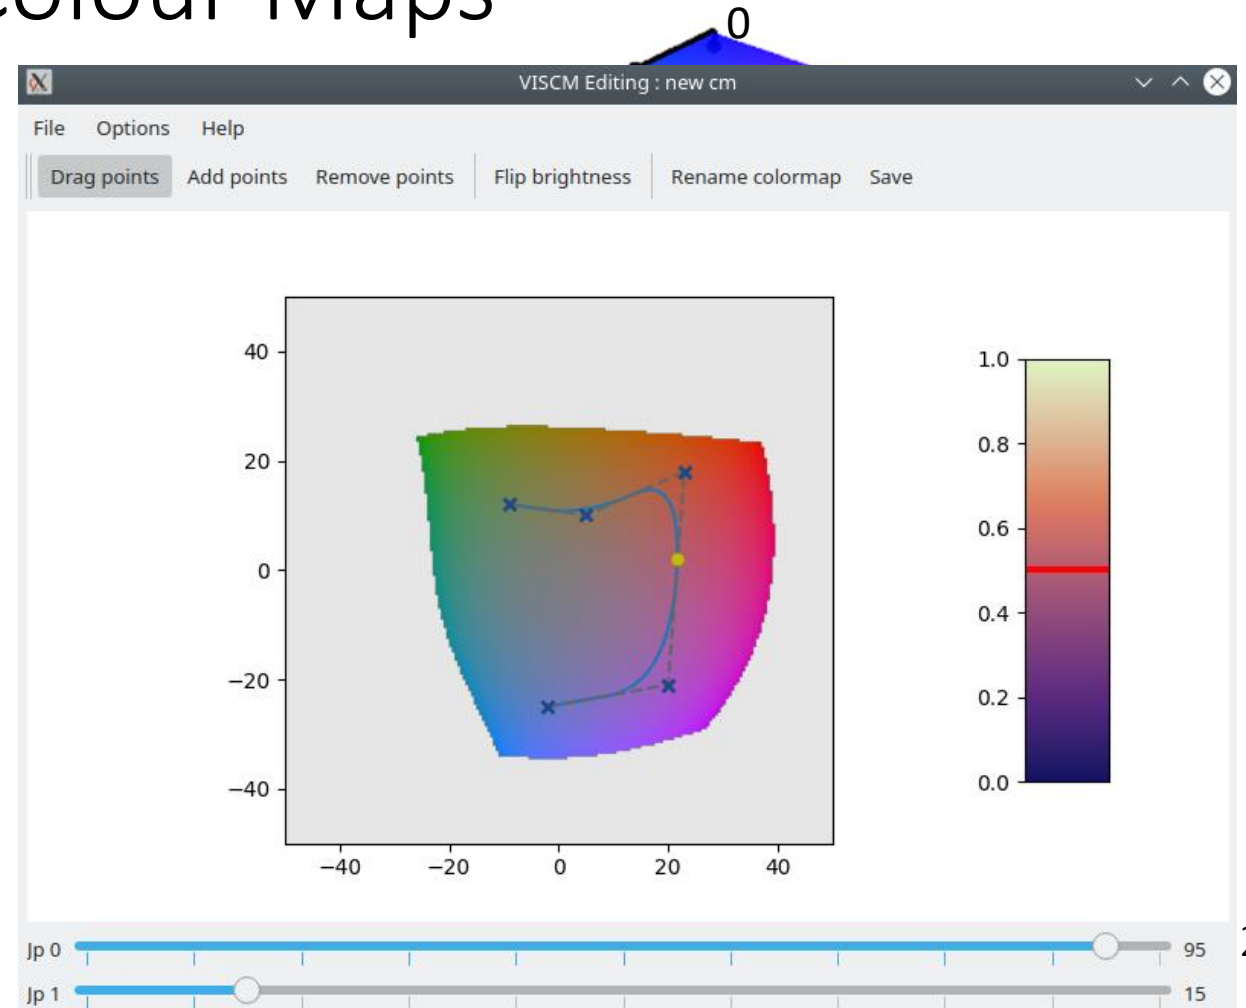 olour Maps
0
VISCM Editing : new cm
File Options Help
Drag points Add points Remove points Flip brightness Rename colormap Save
40
20
0
−20
−40
−40 −20 0 20 40
1.0
0.8
0.6
0.4
0.2
0.0
Jp 0 95
Jp 1 15